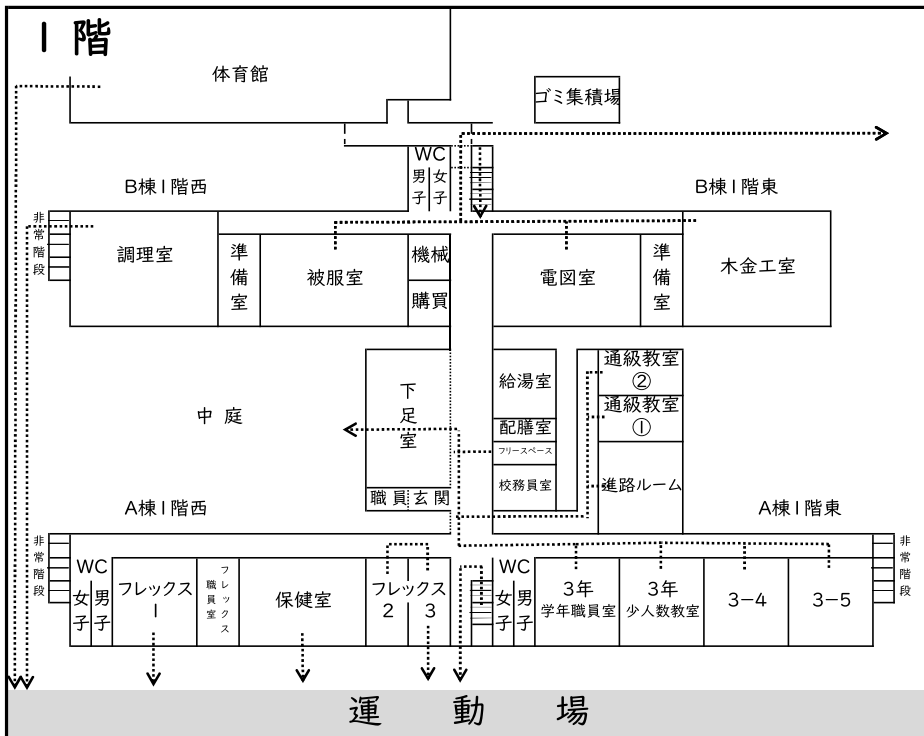 1階
体育館
ゴミ集積場
WC
男子
女子
B棟1階西
B棟1階東
非常階段
調理室
準備室
被服室
機械
購買
電図室
準備室
木金工室
中庭
下足室
職員玄関
給湯室
配膳室
フリースペース
校務員室
通級教室
②
通級教室
①
進路ルーム
A棟1階西
A棟1階東
非常階段
WC
女子
男子
フレックス
1
フレックス
職員室
保健室
フレックス
2 3
WC
女子
男子
3年
学年職員室
3年
少人数教室
3-4
3-5
非常階段
運動場